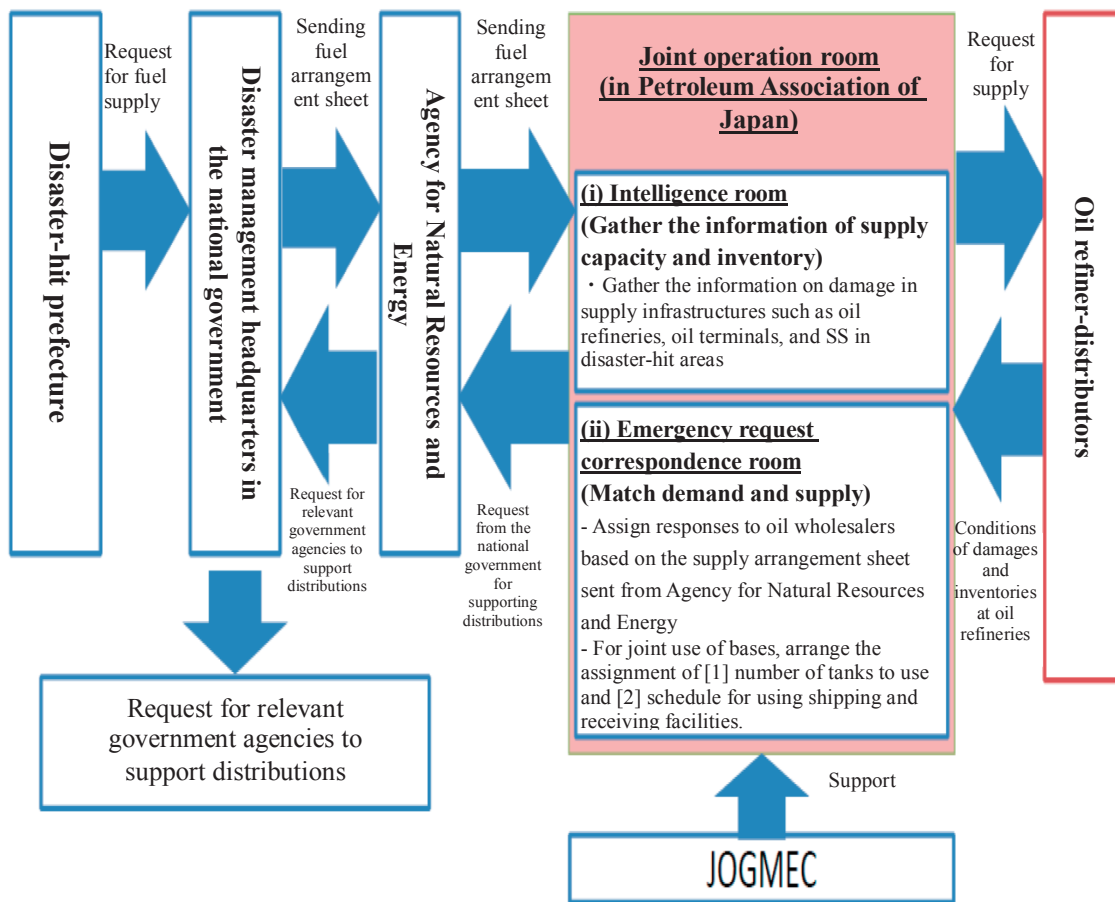 Request
for fuel
supply
Sending
fuel
arrangem
ent sheet
Sending
fuel
arrangem
ent sheet
Request
for
supply
Disaster-hit prefecture
Disaster management headquarters in
the national government
Agency for Natural Resources and
Energy
Joint operation room
(in Petroleum Association of
Japan)
(i) Intelligence room
(Gather the information of supply
capacity and inventory)
・Gather the information on damage in
supply infrastructures such as oil
refineries, oil terminals, and SS in
disaster-hit areas
(ii) Emergency request
correspondence room
(Match demand and supply)
- Assign responses to oil wholesalers
based on the supply arrangement sheet
sent from Agency for Natural Resources
and Energy
- For joint use of bases, arrange the
assignment of [1] number of tanks to use
and [2] schedule for using shipping and
receiving facilities.
Oil refiner-distributors
Request for
relevant
government
agencies to
support
distributions
Request
from the
national
government
for
supporting
distributions
Conditions
of damages
and
inventories
at oil
refineries
Request for relevant
government agencies to
support distributions
Support
JOGMEC